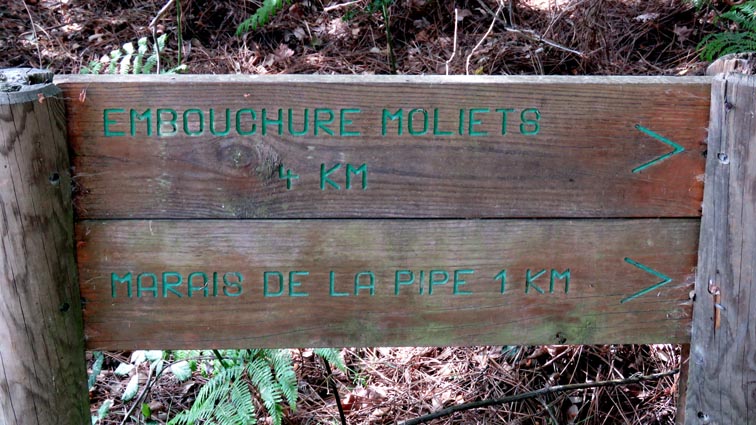 EMBOUCHURE MOLIETS >
4 KM
MARAIS DE LA PIPE 1 KM >